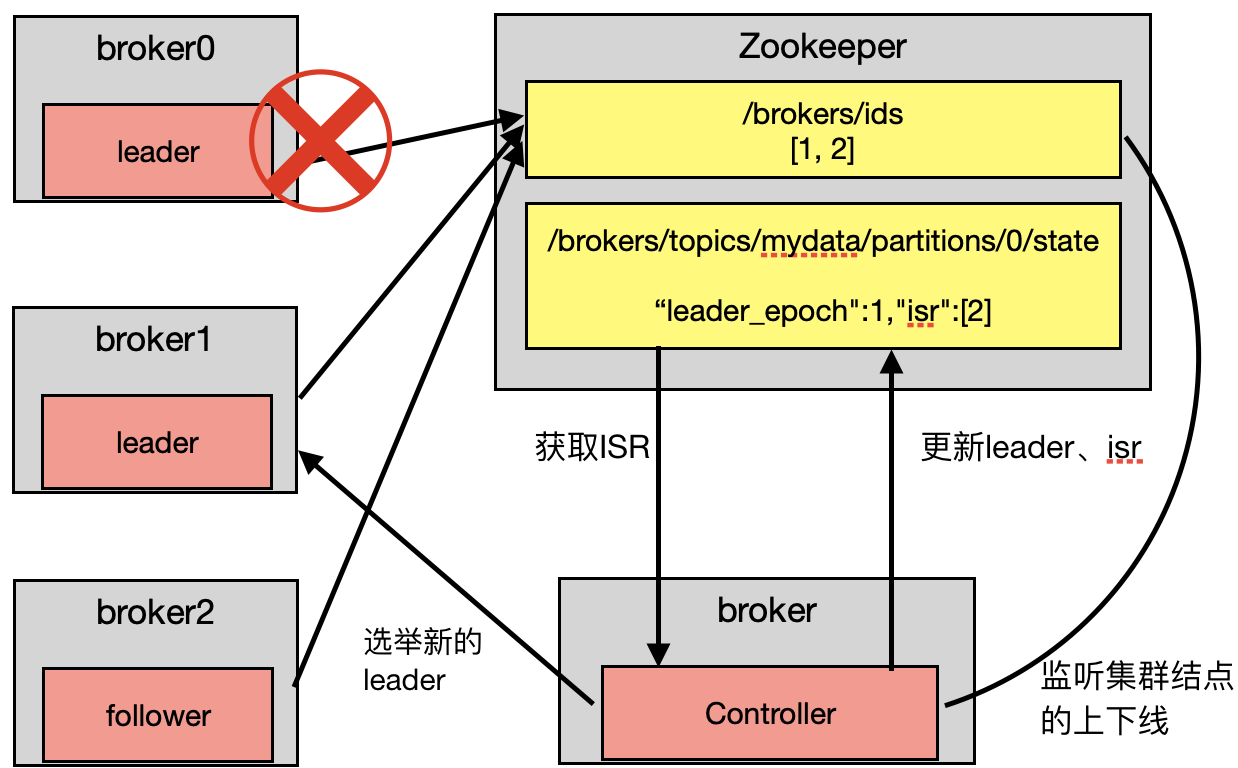 broker0
leader
Zookeeper
/brokers/ids
[1, 2]
/brokers/topics/mydata/partitions/0/state
“leader_epoch":1,"isr":[2]
broker1
leader
获取ISR
更新leader、isr
broker2
follower
选举新的
leader
broker
Controller
监听集群结点
的上下线